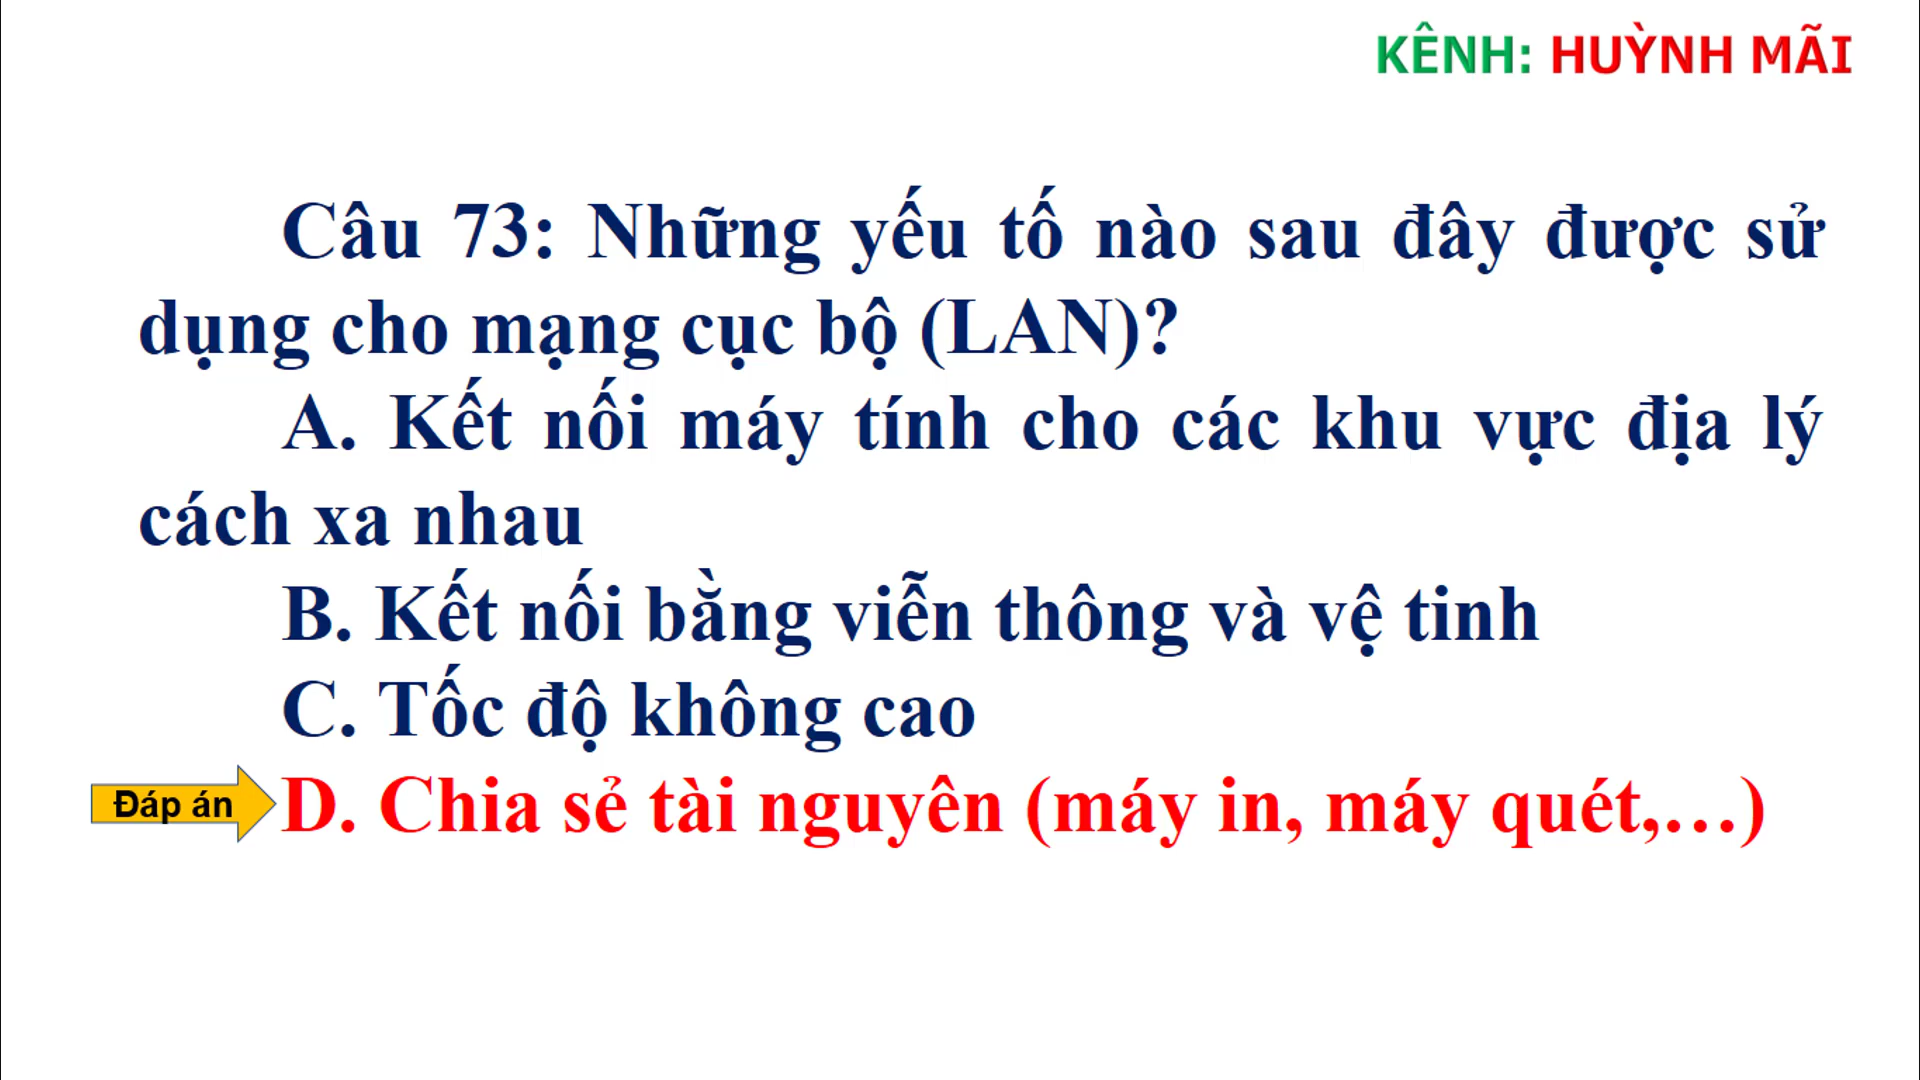 KÊNH: HUỲNH MÃI
Câu 73: Những yếu tố nào sau đây được sử
dụng cho mạng cục bộ (LAN)?
A. Kết nối máy tính cho các khu vực địa lý
cách xa nhau
B. Kết nối bằng viễn thông và vệ tinh
C. Tốc độ không cao
Đáp án D. Chia sẻ tài nguyên (máy in, máy quét,…)